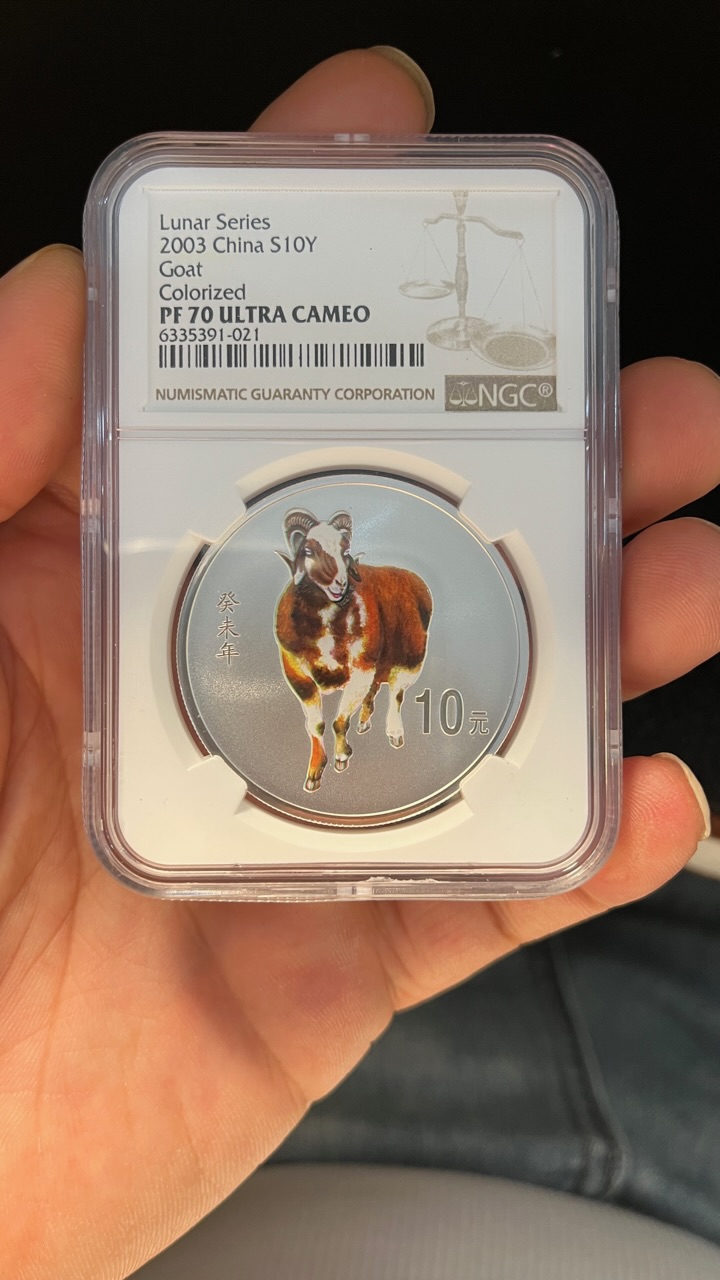 Lunar Series
2003 China S10Y
Goat
Colorized
PF 70 ULTRA CAMEO
6335391-021
NUMISMATIC GUARANTY CORPORATION
NGC®
癸未年
10元